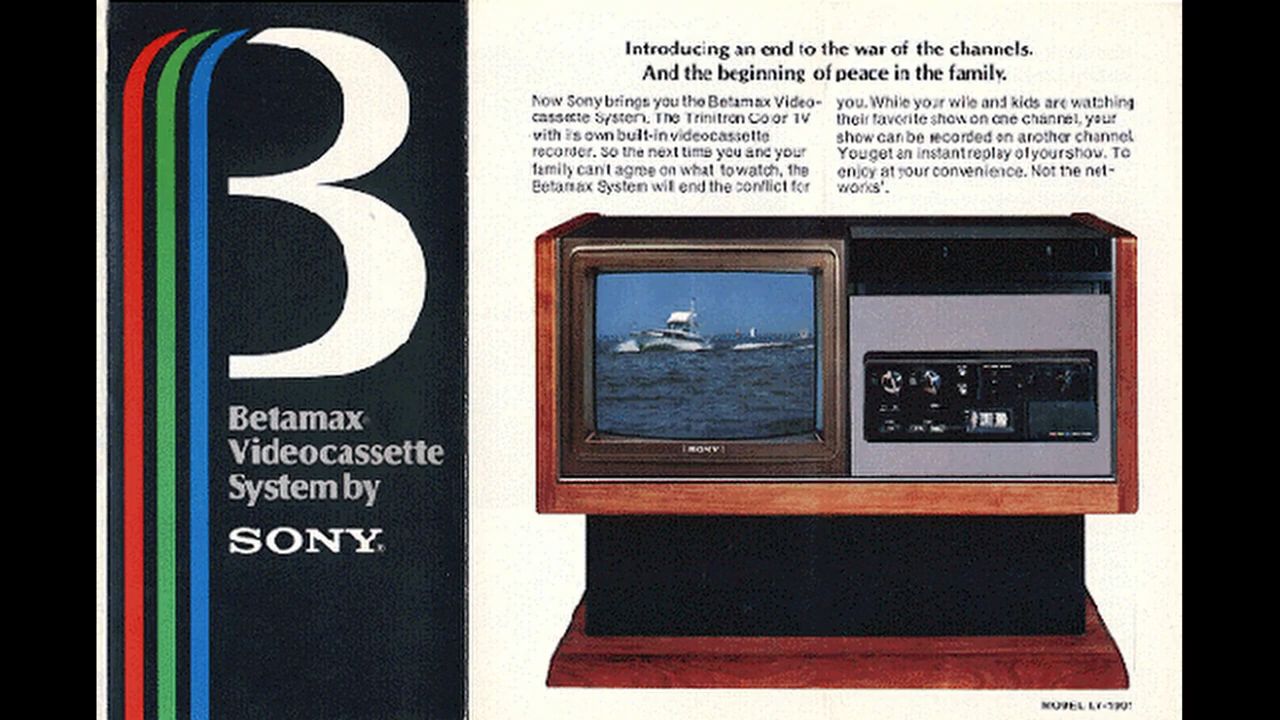 Betamax
Videocassette
System by
SONY®
Introducing an end to the war of the channels.
And the beginning of peace in the family.
Now Sony brings you the Betamax Video-
cassette System. The Trinitron Color TV
with its own built-in videocassette
recorder. So the next time you and your
family can't agree on what to watch, the
Betamax System will end the conflict for
you. While your wife and kids are watching
their favorite show on one channel, your
show can be recorded on another channel.
You get an instant replay of your show. To
enjoy at your convenience. Not the net-
works'.
SONY
MODEL LV-1901